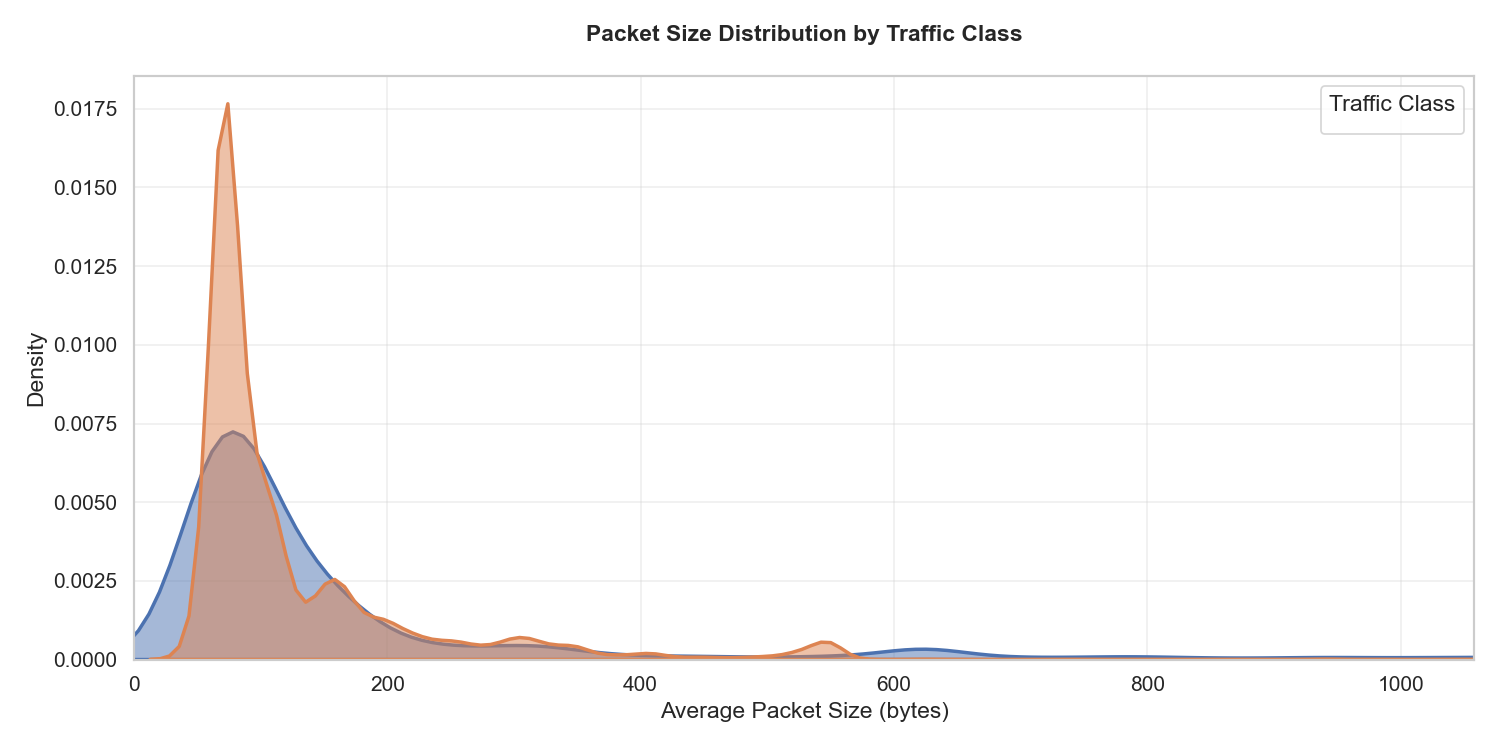 Packet Size Distribution by Traffic Class
Traffic Class
0.0175
0.0150
0.0125
0.0100
0.0075
0.0050
0.0025
0.0000
Density
0 200 400 600 800 1000
Average Packet Size (bytes)